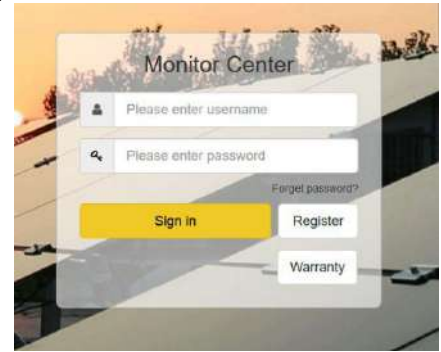 Monitor Center
Please enter username
Please enter password
Forget password?
Sign in
Register
Warranty